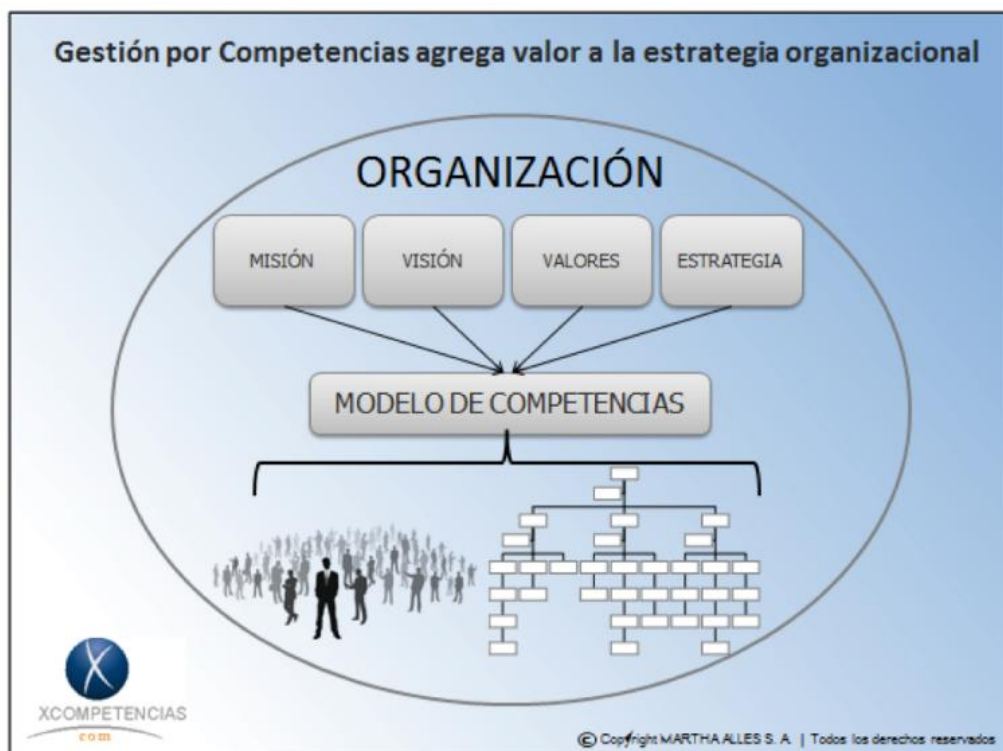 Gestión por Competencias agrega valor a la estrategia organizacional
ORGANIZACIÓN
MISIÓN
VISIÓN
VALORES
ESTRATEGIA
MODELO DE COMPETENCIAS
X
XCOMPETENCIAS
com
© Copyright MARTHA ALLES S. A. | Todos los derechos reservados